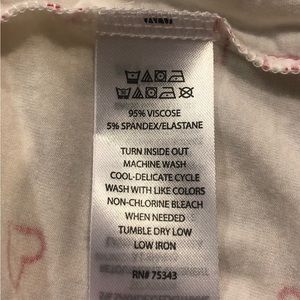 95% VISCOSE
5% SPANDEX/ELASTANE
TURN INSIDE OUT
MACHINE WASH
COOL-DELICATE CYCLE
WASH WITH LIKE COLORS
NON-CHLORINE BLEACH
WHEN NEEDED
TUMBLE DRY LOW
LOW IRON
RN# 75343